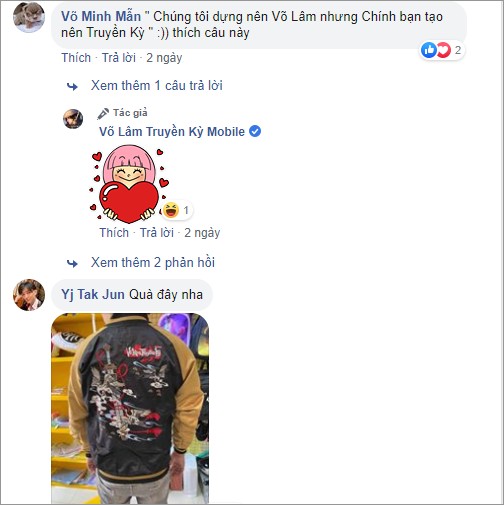 Võ Minh Mẫn " Chúng tôi dựng nên Võ Lâm nhưng Chính bạn tạo
nên Truyền Kỳ " :)) thích câu này
Thích · Trả lời · 2 ngày
2
Xem thêm 1 câu trả lời
Tác giả
Võ Lâm Truyền Kỳ Mobile
1
Thích · Trả lời · 2 ngày
Xem thêm 2 phản hồi
Yj Tak Jun Quà đây nha